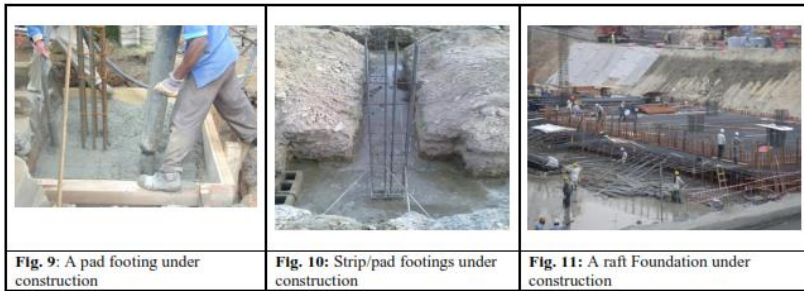 Fig. 9: A pad footing under
construction
Fig. 10: Strip/pad footings under
construction
Fig. 11: A raft Foundation under
construction